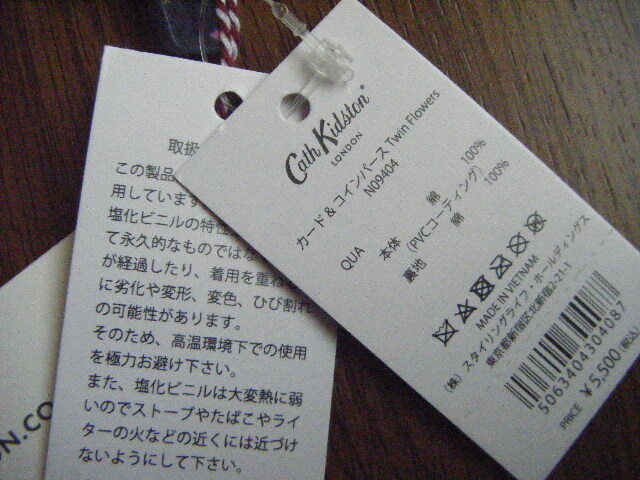 取扱
この製品
用しています
塩化ビニルの特性
て永久的なものではな
が経過したり、着用を重ね
に劣化や変形、変色、ひび割れ
の可能性があります。
そのため、高温環境下での使用
を極力お避け下さい。
また、塩化ビニルは大変熱に弱
いのでストーブやたばこやライ
ターの火などの近くには近づけ
ないようにして下さい。
Cath Kidston®
LONDON
カード & コインパース Twin Flowers
N09404
QUA 本体 綿 100%
(PVCコーティング)
裏地 綿 100%
MADE IN VIETNAM
(株) スタイリングライフ・ホールディングス
東京都新宿区北新宿2-21-1
5063404304087
PRICE ¥5,500 (税込
N.CO